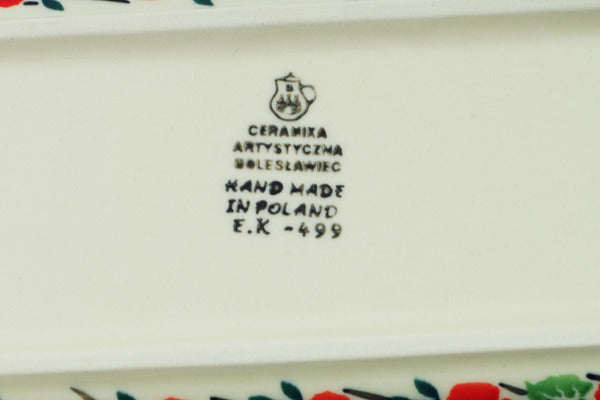 B
CERAMIKA
ARTYSTYCZNA
BOLESŁAWIEC
HAND MADE
IN POLAND
E.K -499